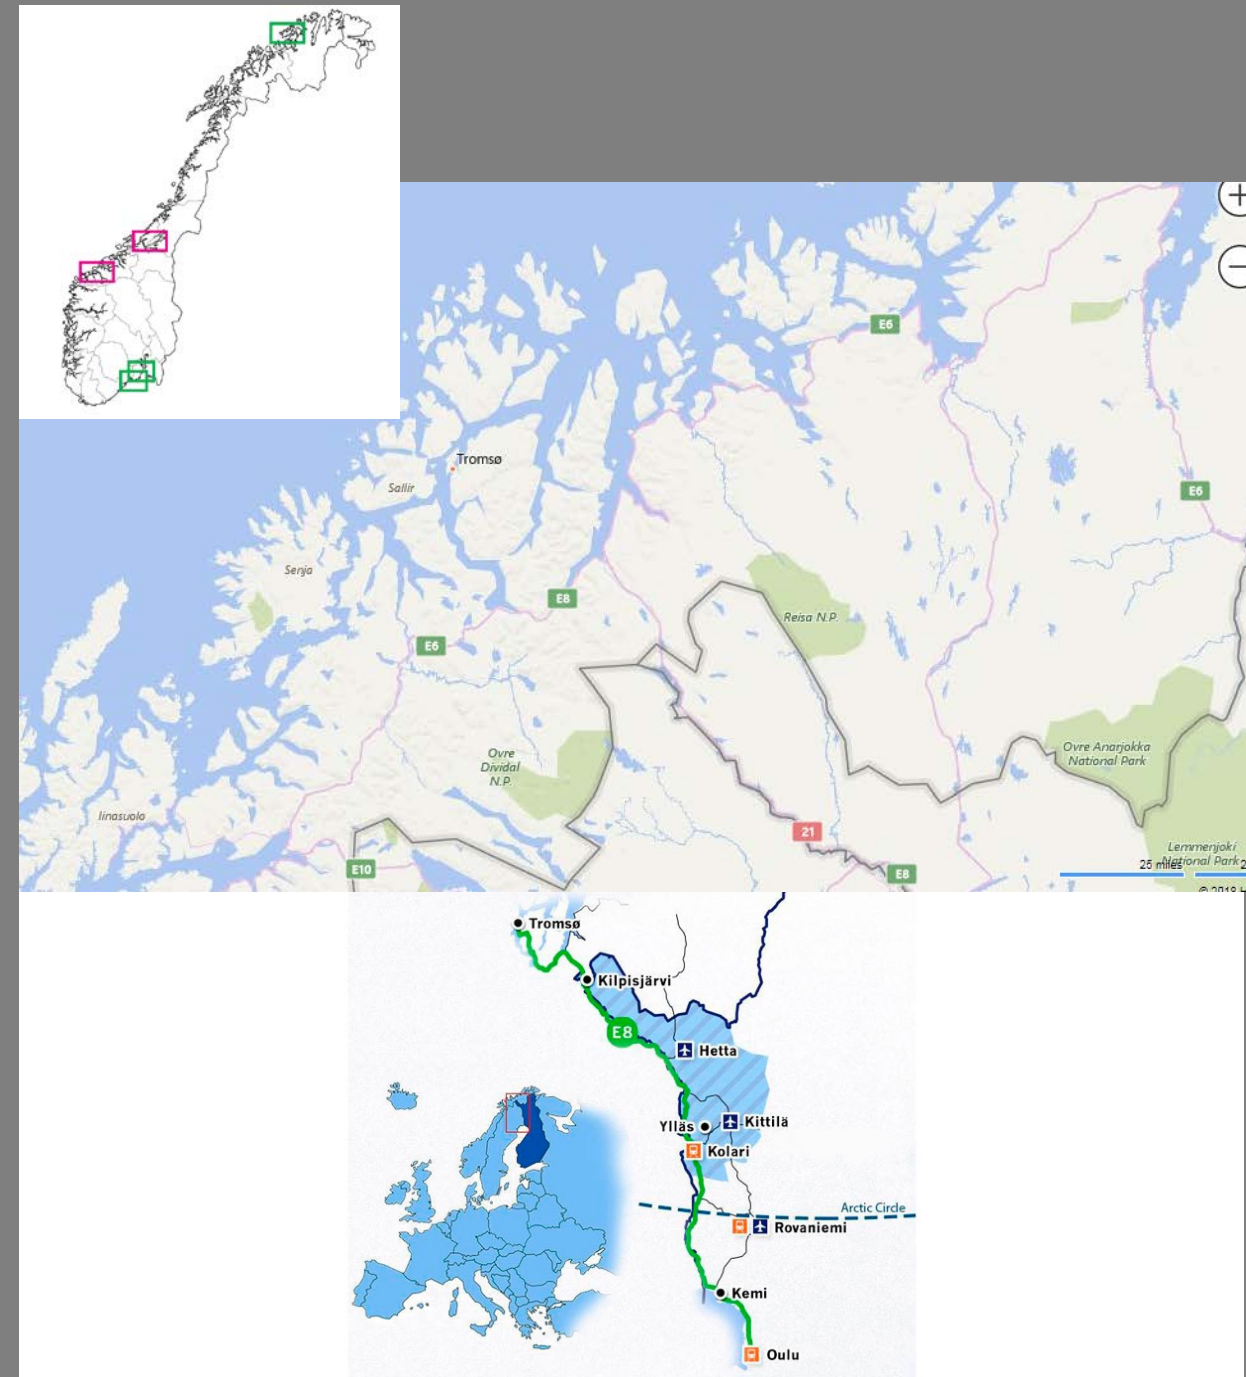 +
−
E6
Tromsø
Sallir
E6
Senja
E8
Reisa N.P.
E6
Ovre
Dividal
N.P.
Ovre Anarjokka
National Park
Iinasuolo
21
Lemmenjoki
National Park
25 miles
2
E10
E8
Tromsø
Kilpisjärvi
E8
Hetta
Kittilä
Ylläs
Kolari
Arctic Circle
Rovaniemi
Kemi
Oulu